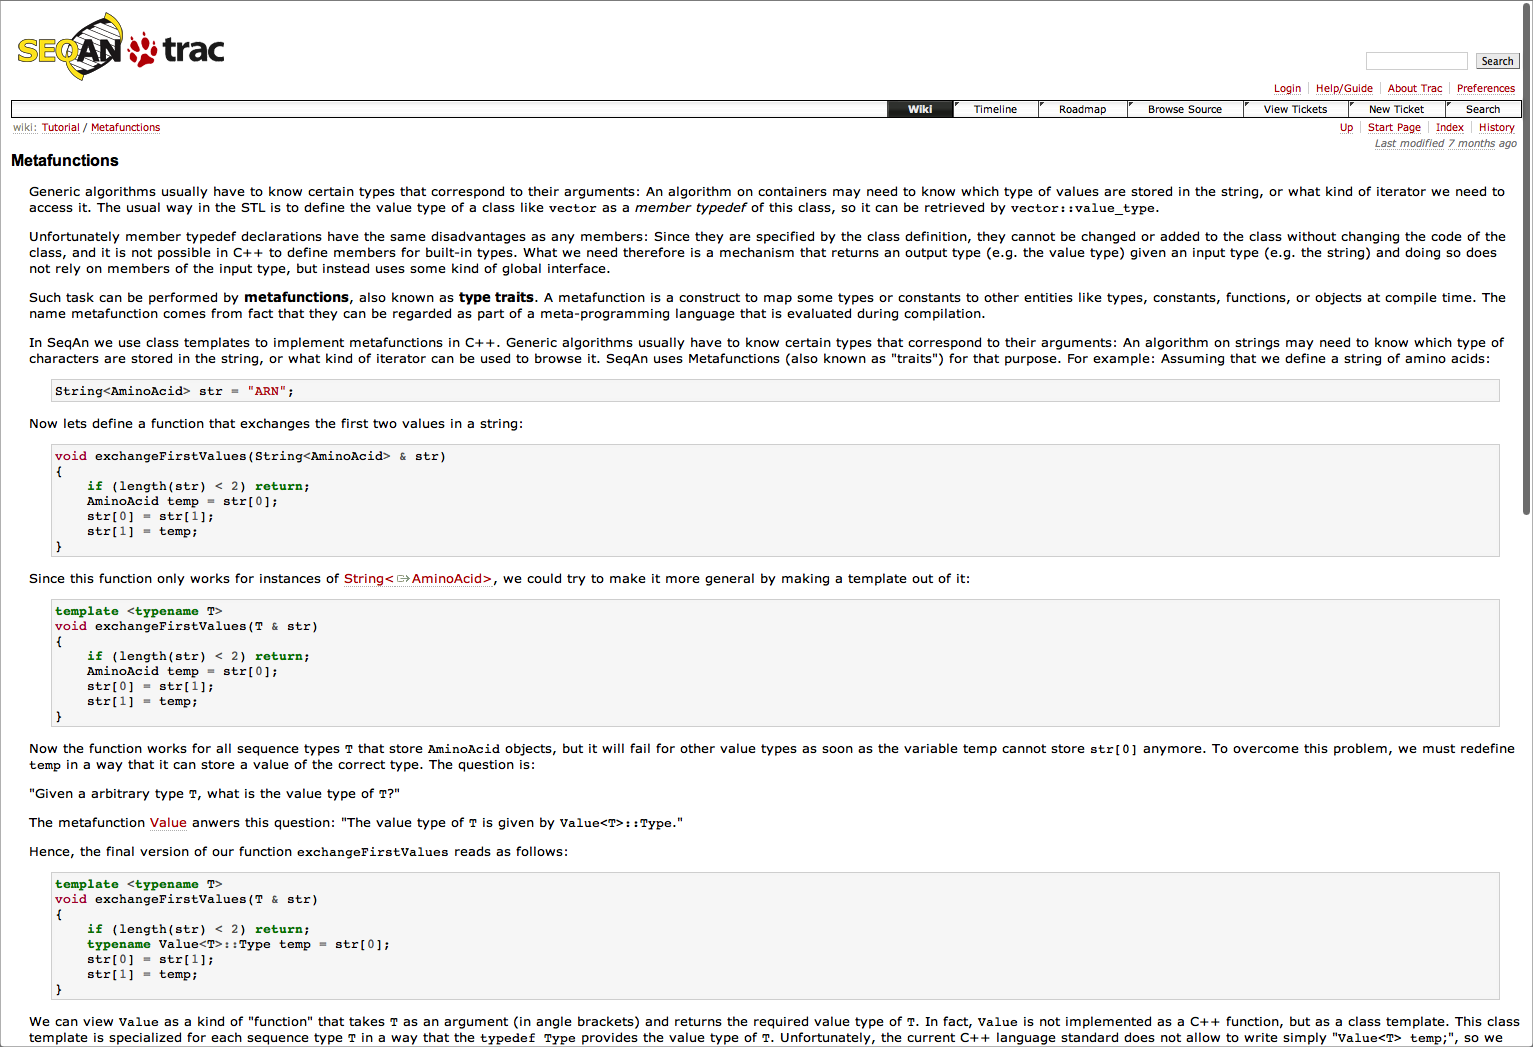 SEQAN trac
Search
Login Help/Guide About Trac Preferences
Wiki Timeline Roadmap Browse Source View Tickets New Ticket Search
wiki: Tutorial / Metafunctions
Up Start Page Index History
Last modified 7 months ago
Metafunctions
Generic algorithms usually have to know certain types that correspond to their arguments: An algorithm on containers may need to know which type of values are stored in the string, or what kind of iterator we need to
access it. The usual way in the STL is to define the value type of a class like vector as a member typedef of this class, so it can be retrieved by vector::value_type.
Unfortunately member typedef declarations have the same disadvantages as any members: Since they are specified by the class definition, they cannot be changed or added to the class without changing the code of the
class, and it is not possible in C++ to define members for built-in types. What we need therefore is a mechanism that returns an output type (e.g. the value type) given an input type (e.g. the string) and doing so does
not rely on members of the input type, but instead uses some kind of global interface.
Such task can be performed by metafunctions, also known as type traits. A metafunction is a construct to map some types or constants to other entities like types, constants, functions, or objects at compile time. The
name metafunction comes from fact that they can be regarded as part of a meta-programming language that is evaluated during compilation.
In SeqAn we use class templates to implement metafunctions in C++. Generic algorithms usually have to know certain types that correspond to their arguments: An algorithm on strings may need to know which type of
characters are stored in the string, or what kind of iterator can be used to browse it. SeqAn uses Metafunctions (also known as "traits") for that purpose. For example: Assuming that we define a string of amino acids:
String<AminoAcid> str = "ARN";
Now lets define a function that exchanges the first two values in a string:
void exchangeFirstValues(String<AminoAcid> & str)
{
    if (length(str) < 2) return;
    AminoAcid temp = str[0];
    str[0] = str[1];
    str[1] = temp;
}
Since this function only works for instances of String<AminoAcid>, we could try to make it more general by making a template out of it:
template <typename T>
void exchangeFirstValues(T & str)
{
    if (length(str) < 2) return;
    AminoAcid temp = str[0];
    str[0] = str[1];
    str[1] = temp;
}
Now the function works for all sequence types T that store AminoAcid objects, but it will fail for other value types as soon as the variable temp cannot store str[0] anymore. To overcome this problem, we must redefine
temp in a way that it can store a value of the correct type. The question is:
"Given a arbitrary type T, what is the value type of T?"
The metafunction Value anwers this question: "The value type of T is given by Value<T>::Type."
Hence, the final version of our function exchangeFirstValues reads as follows:
template <typename T>
void exchangeFirstValues(T & str)
{
    if (length(str) < 2) return;
    typename Value<T>::Type temp = str[0];
    str[0] = str[1];
    str[1] = temp;
}
We can view Value as a kind of "function" that takes T as an argument (in angle brackets) and returns the required value type of T. In fact, Value is not implemented as a C++ function, but as a class template. This class
template is specialized for each sequence type T in a way that the typedef Type provides the value type of T. Unfortunately, the current C++ language standard does not allow to write simply "Value<T> temp;", so we